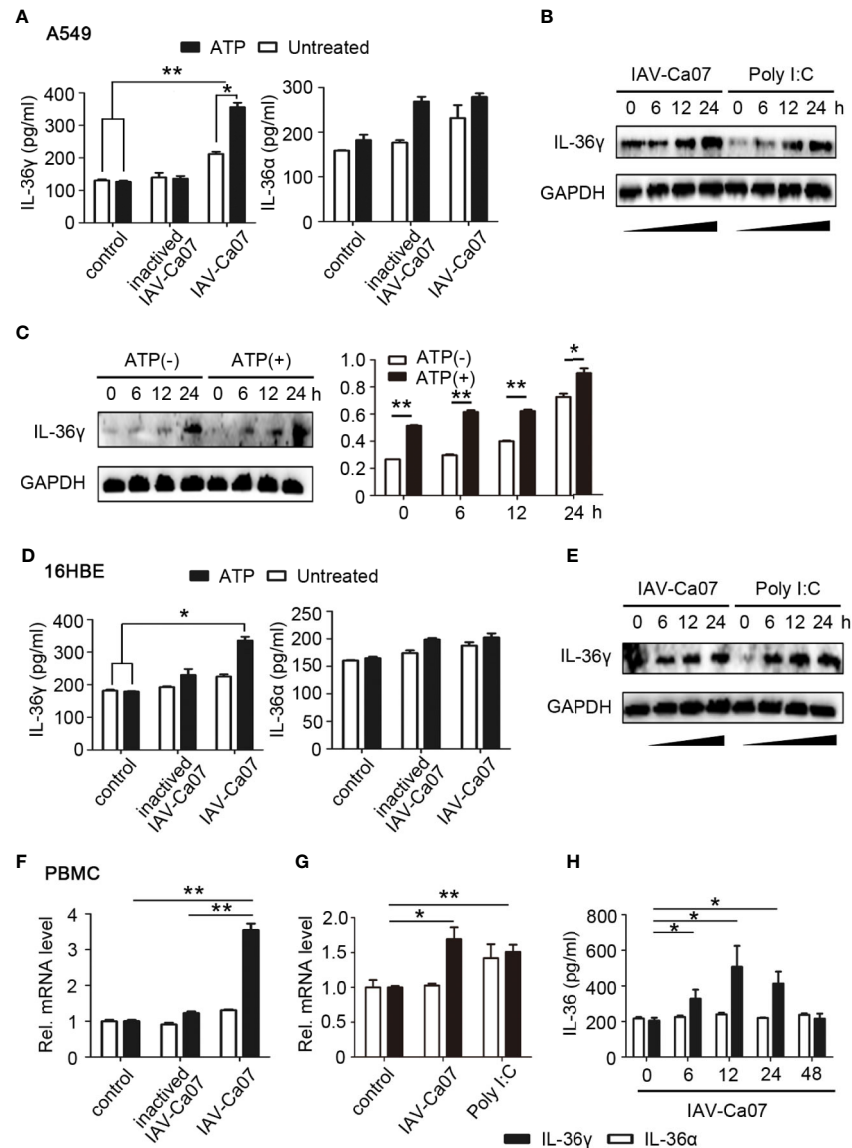 A
A549
ATP Untreated
**
*
IL-36γ (pg/ml)
400
300
200
100
0
control
inactived
IAV-Ca07
IAV-Ca07
IL-36α (pg/ml)
300
200
100
0
control
inactived
IAV-Ca07
IAV-Ca07
B
IAV-Ca07 Poly I:C
0 6 12 24 0 6 12 24 h
IL-36γ
GAPDH
C
ATP(-) ATP(+)
0 6 12 24 0 6 12 24 h
IL-36γ
GAPDH
ATP(-)
ATP(+)
** ** ** *
1.0
0.8
0.6
0.4
0.2
0
0 6 12 24 h
D
16HBE
ATP Untreated
*
IL-36γ (pg/ml)
400
300
200
100
0
control
inactived
IAV-Ca07
IAV-Ca07
IL-36α (pg/ml)
250
200
150
100
50
0
control
inactived
IAV-Ca07
IAV-Ca07
E
IAV-Ca07 Poly I:C
0 6 12 24 0 6 12 24 h
IL-36γ
GAPDH
F
PBMC
**
**
Rel. mRNA level
4
3
2
1
0
control
inactived
IAV-Ca07
IAV-Ca07
G
**
*
Rel. mRNA level
2.0
1.5
1.0
0.5
0
control
IAV-Ca07
Poly I:C
H
*
*
*
IL-36 (pg/ml)
800
600
400
200
0
0 6 12 24 48
IAV-Ca07
IL-36γ IL-36α